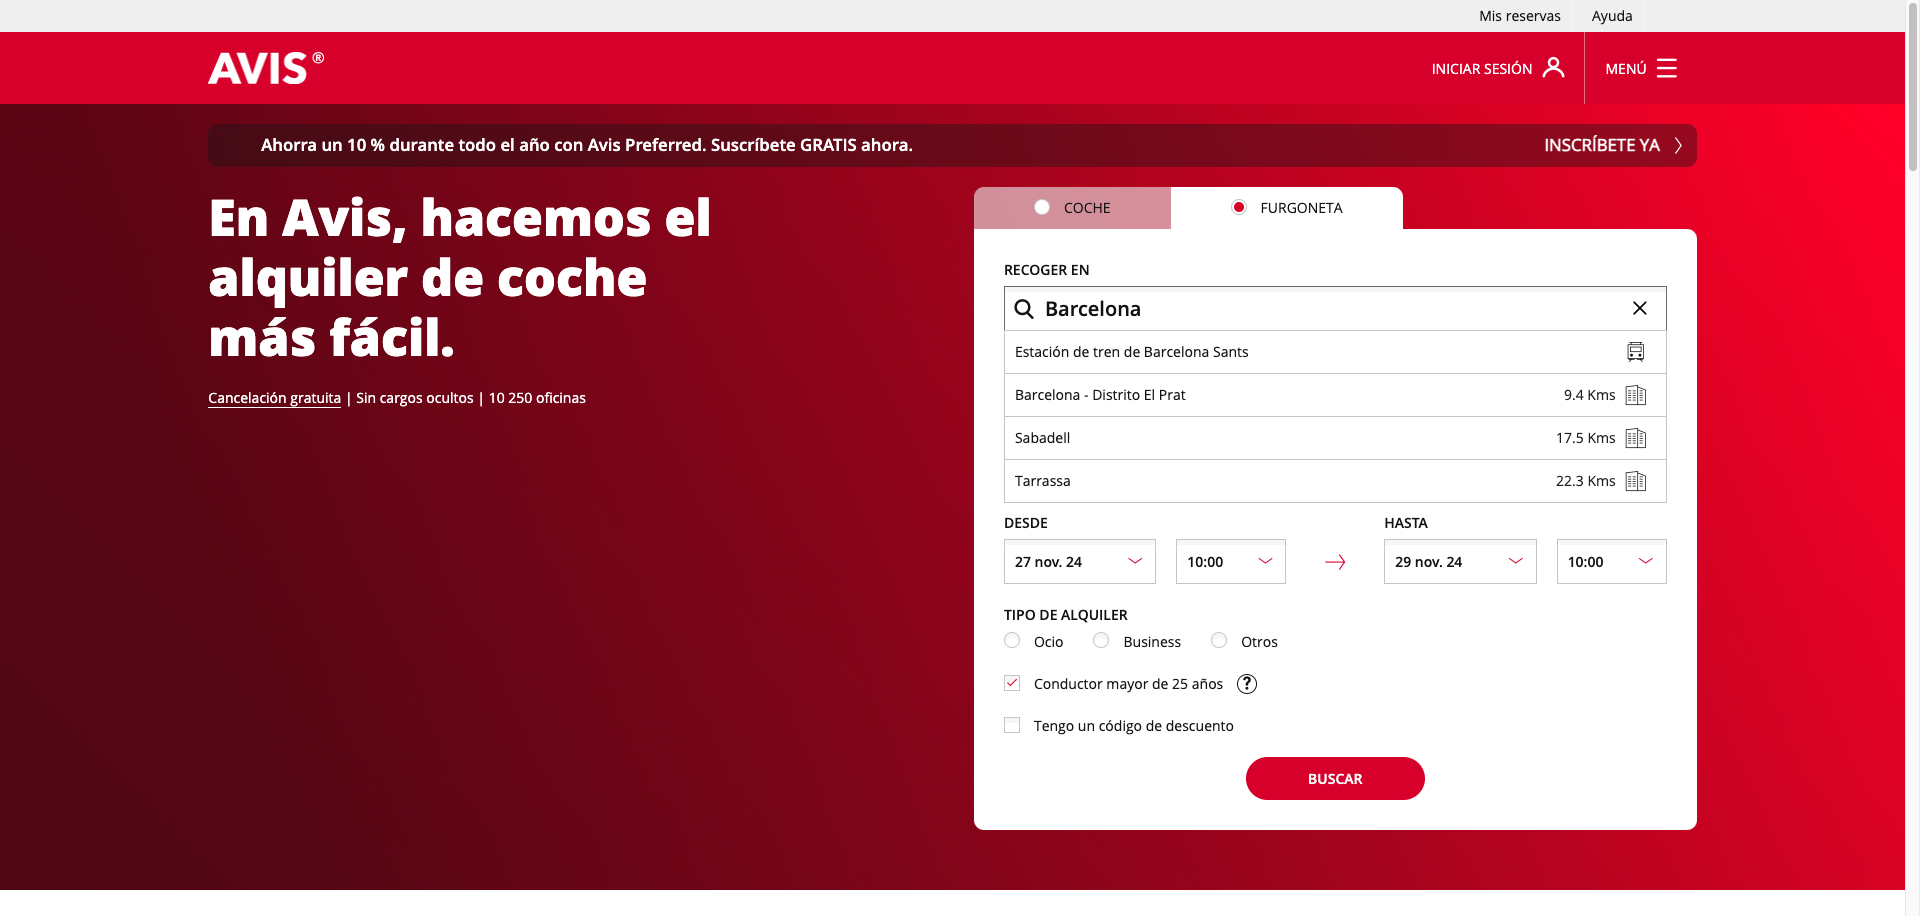 Mis reservas
Ayuda
AVIS®
INICIAR SESIÓN
MENÚ
Ahorra un 10 % durante todo el año con Avis Preferred. Suscríbete GRATIS ahora.
INSCRÍBETE YA
En Avis, hacemos el
alquiler de coche
más fácil.
Cancelación gratuita | Sin cargos ocultos | 10 250 oficinas
COCHE
FURGONETA
RECOGER EN
Barcelona
Estación de tren de Barcelona Sants
Barcelona - Distrito El Prat 9.4 Kms
Sabadell 17.5 Kms
Tarrassa 22.3 Kms
DESDE HASTA
27 nov. 24 10:00 29 nov. 24 10:00
TIPO DE ALQUILER
Ocio Business Otros
Conductor mayor de 25 años ?
Tengo un código de descuento
BUSCAR